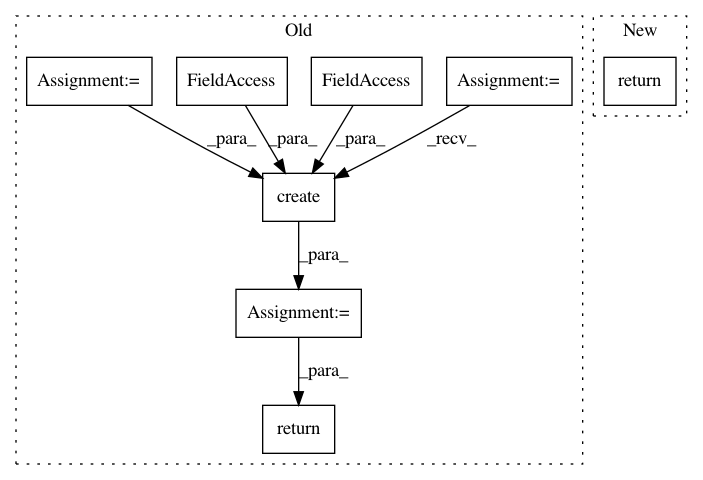 Old
New
Assignment:=
FieldAccess
FieldAccess
Assignment:=
return
_para_
_para_
_para_
_recv_
create
_para_
Assignment:=
_para_
return